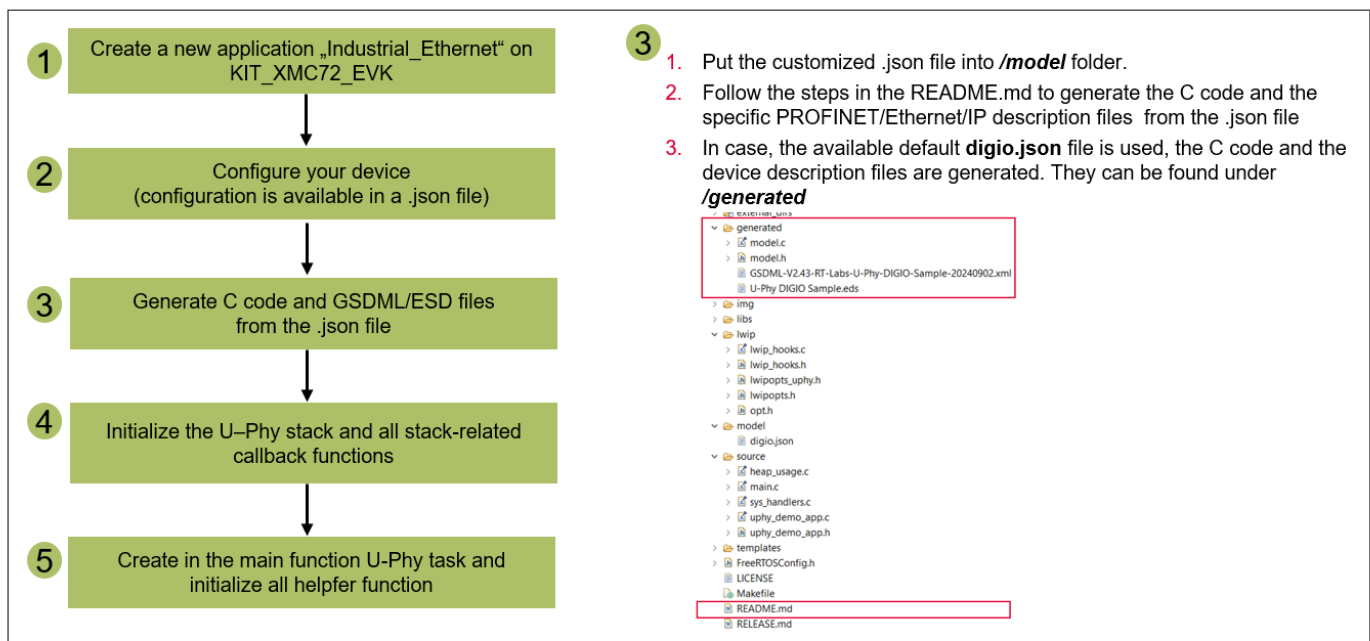 1
Create a new application „Industrial_Ethernet“ on
KIT_XMC72_EVK
2
Configure your device
(configuration is available in a .json file)
3
Generate C code and GSDML/ESD files
from the .json file
4
Initialize the U–Phy stack and all stack-related
callback functions
5
Create in the main function U-Phy task and
initialize all helpfer function
3
1. Put the customized .json file into /model folder.
2. Follow the steps in the README.md to generate the C code and the
specific PROFINET/Ethernet/IP description files from the .json file
3. In case, the available default digio.json file is used, the C code and the
device description files are generated. They can be found under
/generated
generated
model.c
model.h
GSDML-V2.43-RT-Labs-U-Phy-DIGIO-Sample-20240902.xml
U-Phy DIGIO Sample.eds
img
libs
lwip
lwip_hooks.c
lwip_hooks.h
lwipopts_uphy.h
lwipopts.h
opt.h
model
digio.json
source
heap_usage.c
main.c
sys_handlers.c
uphy_demo_app.c
uphy_demo_app.h
templates
FreeRTOSConfig.h
LICENSE
Makefile
README.md
RELEASE.md